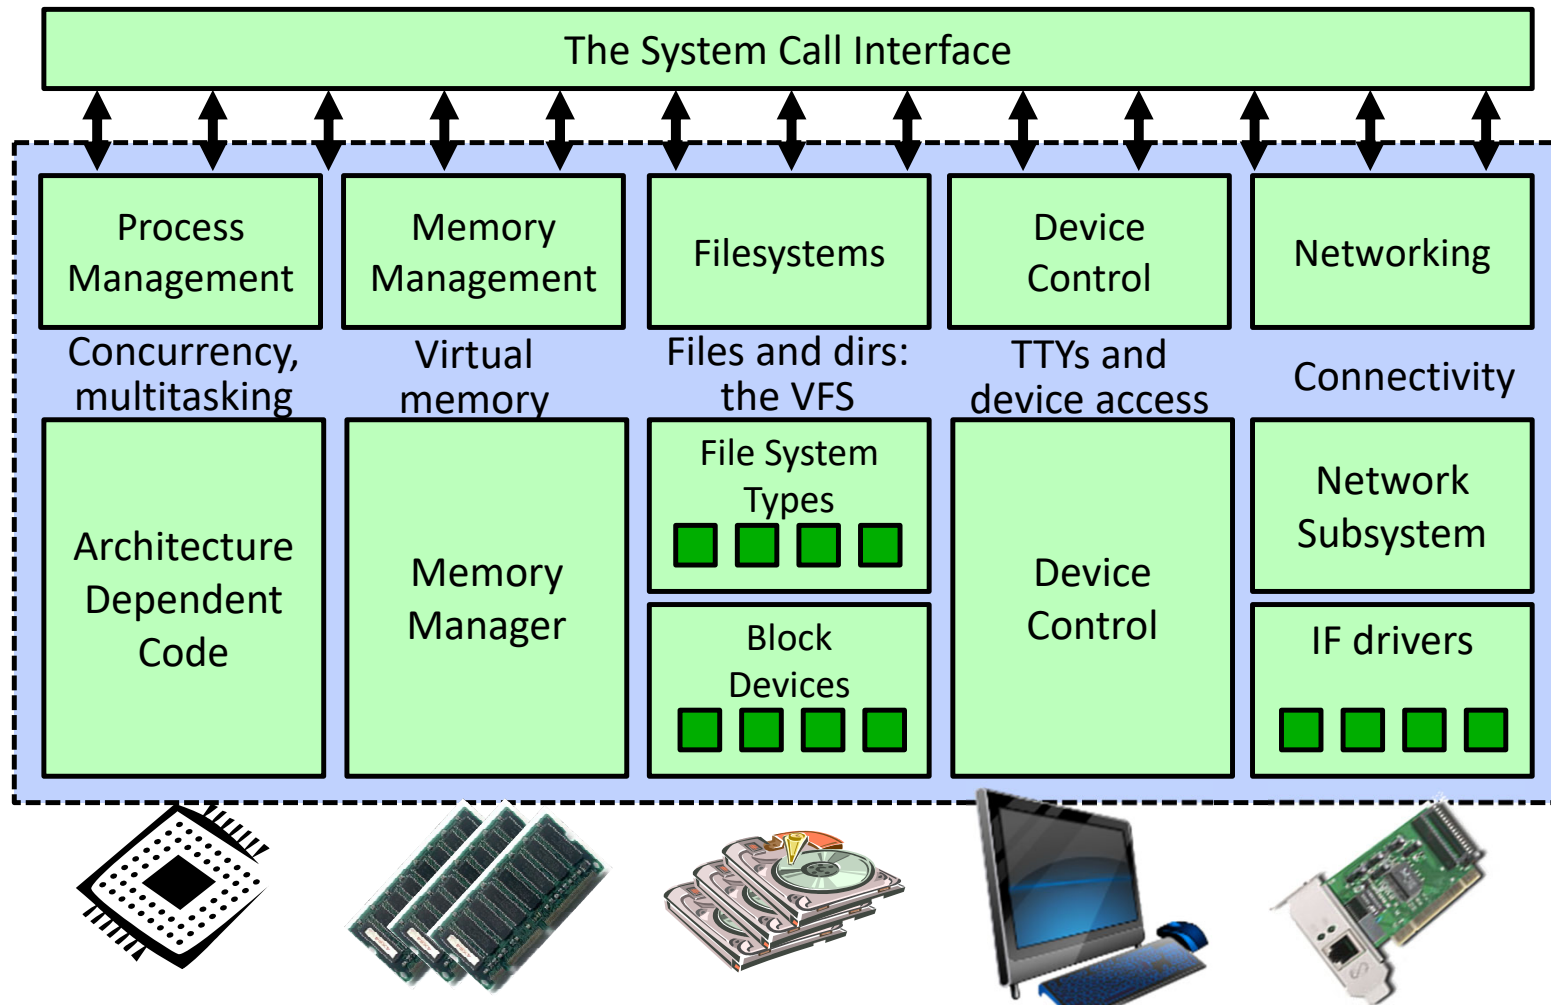 The System Call Interface
Process
Management
Memory
Management
Filesystems
Device
Control
Networking
Concurrency,
multitasking
Virtual
memory
Files and dirs:
the VFS
TTYs and
device access
Connectivity
Architecture
Dependent
Code
Memory
Manager
File System
Types
Block
Devices
Device
Control
Network
Subsystem
IF drivers